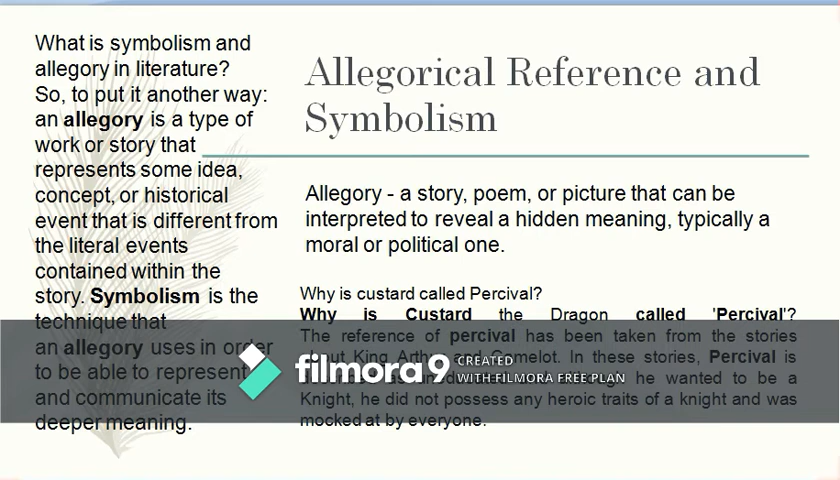 What is symbolism and
allegory in literature?
So, to put it another way:
an allegory is a type of
work or story that
represents some idea,
concept, or historical
event that is different from
the literal events
contained within the
story. Symbolism is the
technique that
an allegory uses in order
to be able to represent
and communicate its
deeper meaning.
Allegorical Reference and
Symbolism
Allegory - a story, poem, or picture that can be
interpreted to reveal a hidden meaning, typically a
moral or political one.
Why is custard called Percival?
Why is Custard the Dragon called 'Percival'?
The reference of percival has been taken from the stories
about King Arthur and Camelot. In these stories, Percival is
he wanted to be a
Knight, he did not possess any heroic traits of a knight and was
mocked at by everyone.
filmora9 CREATED
WITH FILMORA FREE PLAN